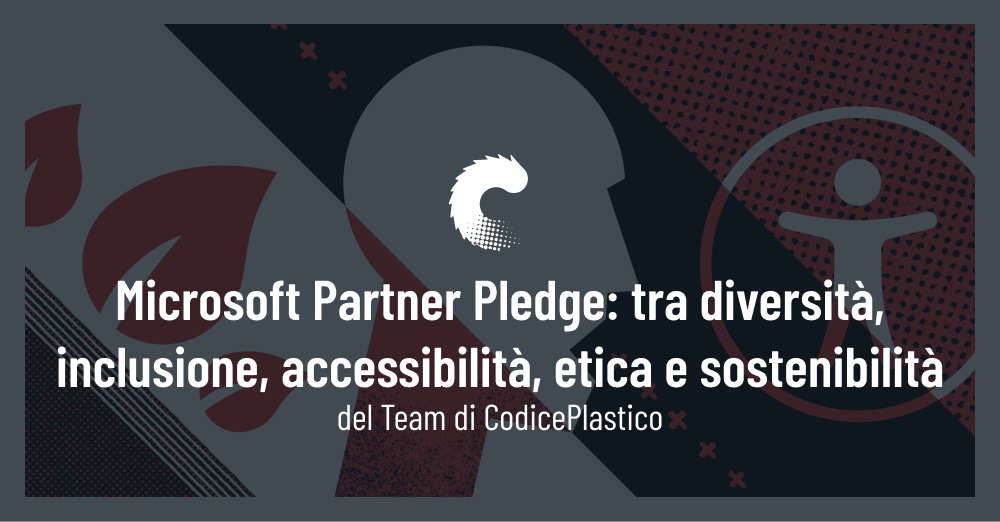 Microsoft Partner Pledge: tra diversità,
inclusione, accessibilità, etica e sostenibilità
del Team di CodicePlastico